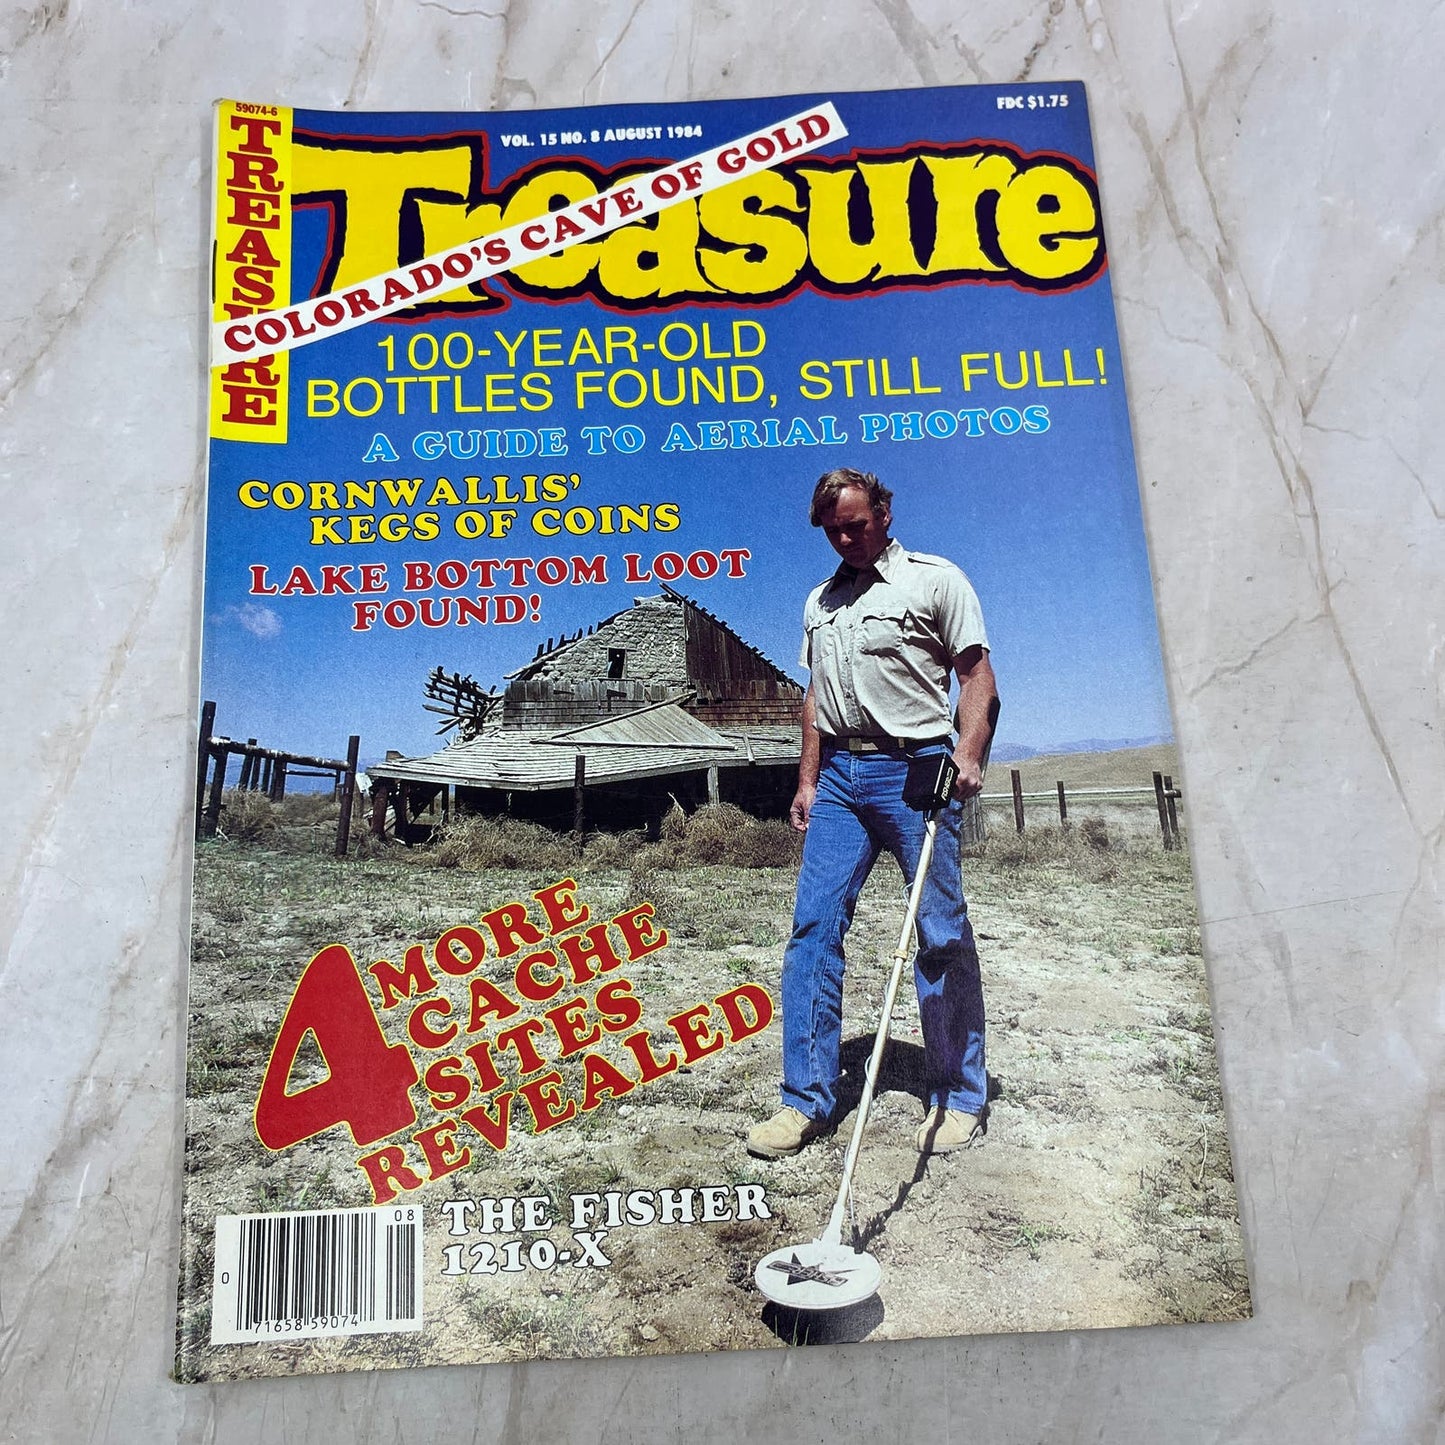 59074-6
TREASURE
VOL. 15 NO. 8 AUGUST 1984
FDC $1.75
Treasure
COLORADO'S CAVE OF GOLD
100-YEAR-OLD
BOTTLES FOUND, STILL FULL!
A GUIDE TO AERIAL PHOTOS
CORNWALLIS'
KEGS OF COINS
LAKE BOTTOM LOOT
FOUND!
FISHER
4 MORE
CACHE
SITES
REVEALED
THE FISHER
1210-X
08
0
71658 59074